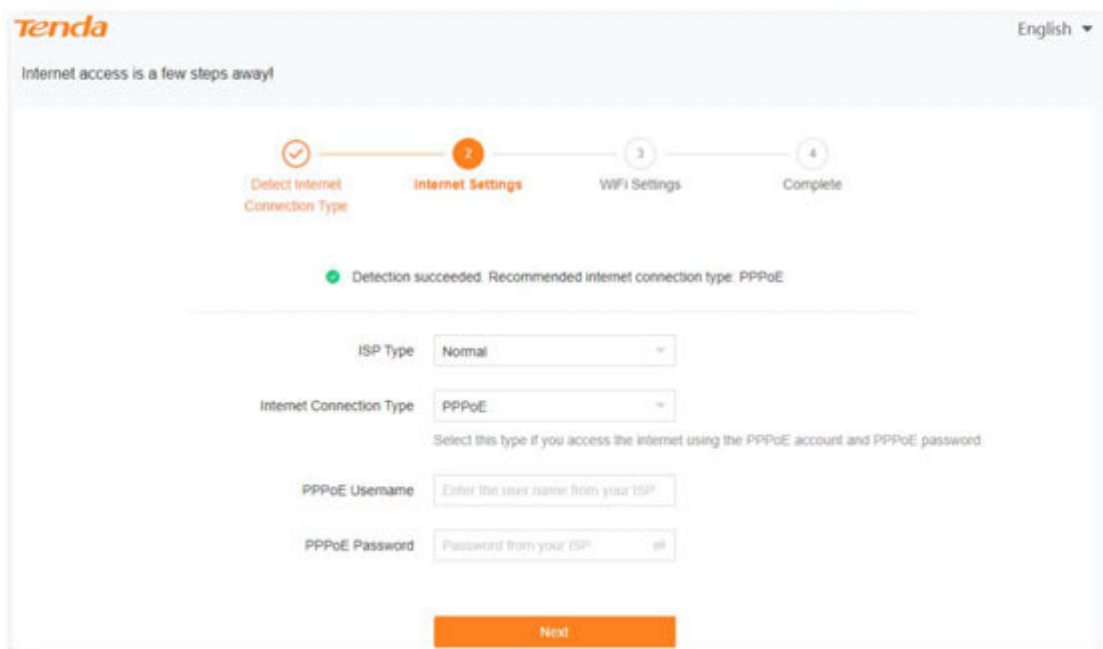 Tenda
English
Internet access is a few steps away!
2
3
4
Detect Internet
Connection Type
Internet Settings
WiFi Settings
Complete
Detection succeeded. Recommended internet connection type: PPPoE
ISP Type
Normal
Internet Connection Type
PPPoE
Select this type if you access the internet using the PPPoE account and PPPoE password.
PPPoE Username
Enter the user name from your ISP
PPPoE Password
Password from your ISP
Next